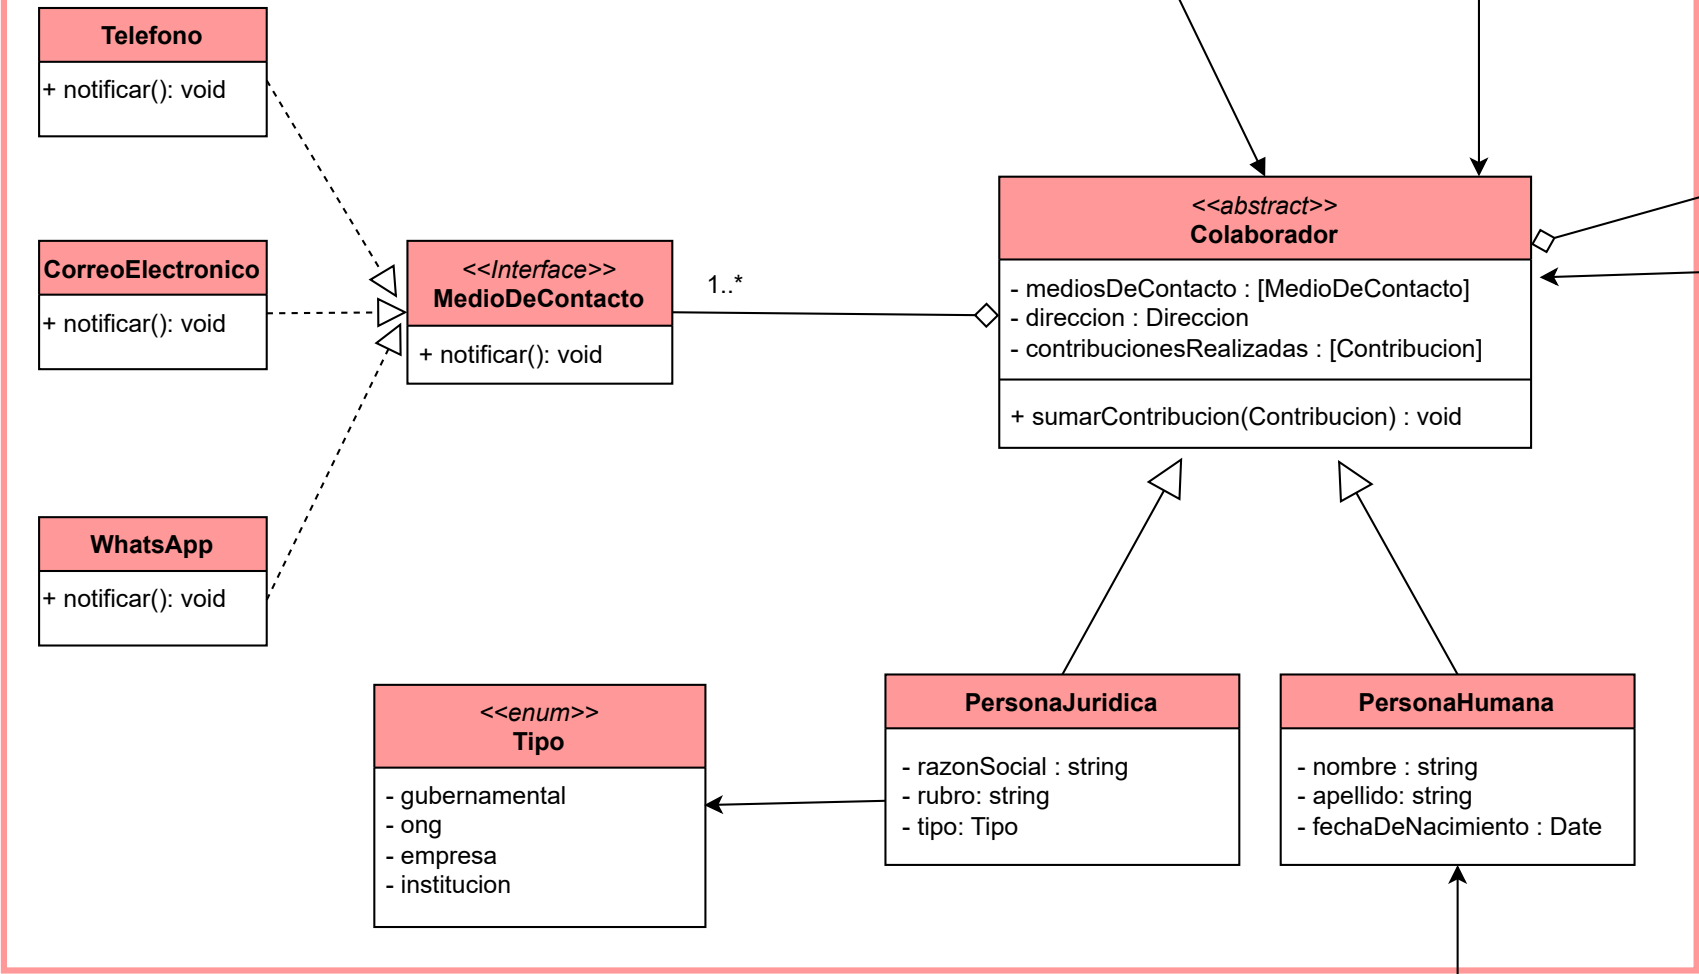 Telefono
+ notificar(): void
CorreoElectronico
+ notificar(): void
WhatsApp
+ notificar(): void
<<Interface>>
MedioDeContacto
+ notificar(): void
1..*
<<abstract>>
Colaborador
- mediosDeContacto : [MedioDeContacto]
- direccion : Direccion
- contribucionesRealizadas : [Contribucion]
+ sumarContribucion(Contribucion) : void
<<enum>>
Tipo
- gubernamental
- ong
- empresa
- institucion
PersonaJuridica
- razonSocial : string
- rubro: string
- tipo: Tipo
PersonaHumana
- nombre : string
- apellido: string
- fechaDeNacimiento : Date